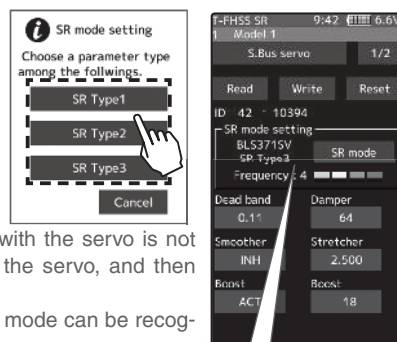 SR mode setting
Choose a parameter type
among the follwings.
SR Type1
SR Type2
SR Type3
Cancel
with the servo is not
the servo, and then
mode can be recog-
T-FHSS SR 9:42 6.6V
1 Model 1
S.Bus servo 1/2
Read Write Reset
ID 42 - 10394
SR mode setting
BLS371SV
SR Type3 SR mode
Frequency : 4
Dead band Damper
0.11 64
Smoother Stretcher
INH 2.500
Boost Boost
ACT 18